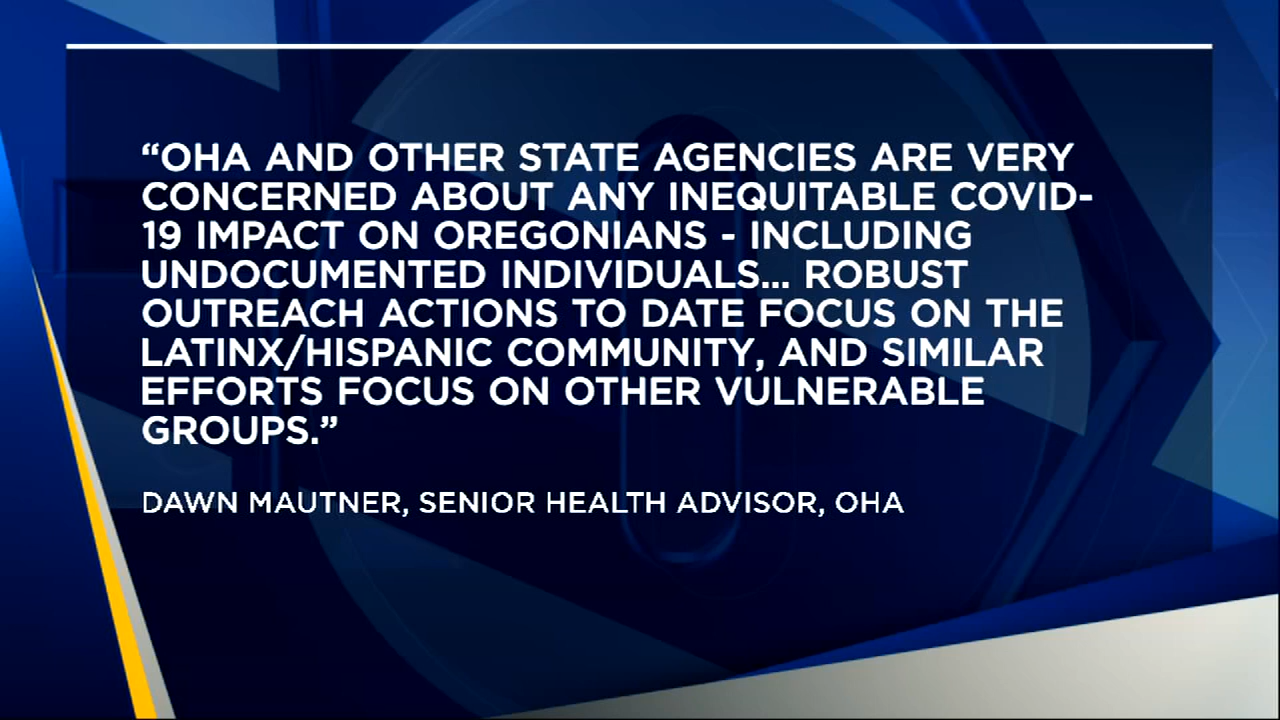 “OHA AND OTHER STATE AGENCIES ARE VERY
CONCERNED ABOUT ANY INEQUITABLE COVID-
19 IMPACT ON OREGONIANS - INCLUDING
UNDOCUMENTED INDIVIDUALS... ROBUST
OUTREACH ACTIONS TO DATE FOCUS ON THE
LATINX/HISPANIC COMMUNITY, AND SIMILAR
EFFORTS FOCUS ON OTHER VULNERABLE
GROUPS.”
DAWN MAUTNER, SENIOR HEALTH ADVISOR, OHA